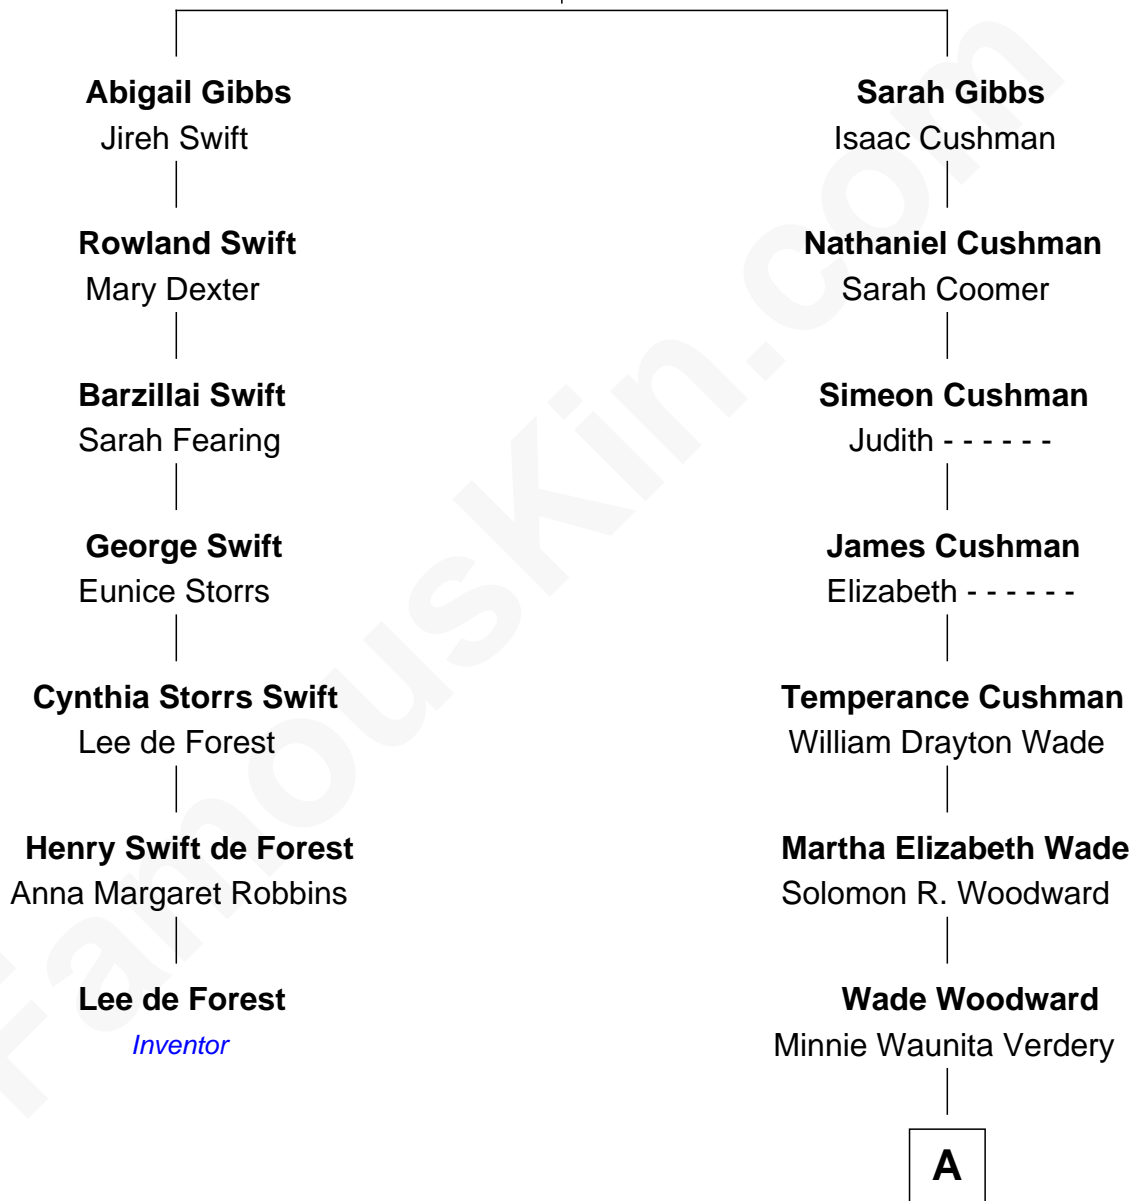 Abigail Gibbs
Jireh Swift
Rowland Swift
Mary Dexter
Barzillai Swift
Sarah Fearing
George Swift
Eunice Storrs
Cynthia Storrs Swift
Lee de Forest
Henry Swift de Forest
Anna Margaret Robbins
Lee de Forest
Inventor
Sarah Gibbs
Isaac Cushman
Nathaniel Cushman
Sarah Coomer
Simeon Cushman
Judith - - - - - -
James Cushman
Elizabeth - - - - - -
Temperance Cushman
William Drayton Wade
Martha Elizabeth Wade
Solomon R. Woodward
Wade Woodward
Minnie Waunita Verdery
A
FamousKin.com